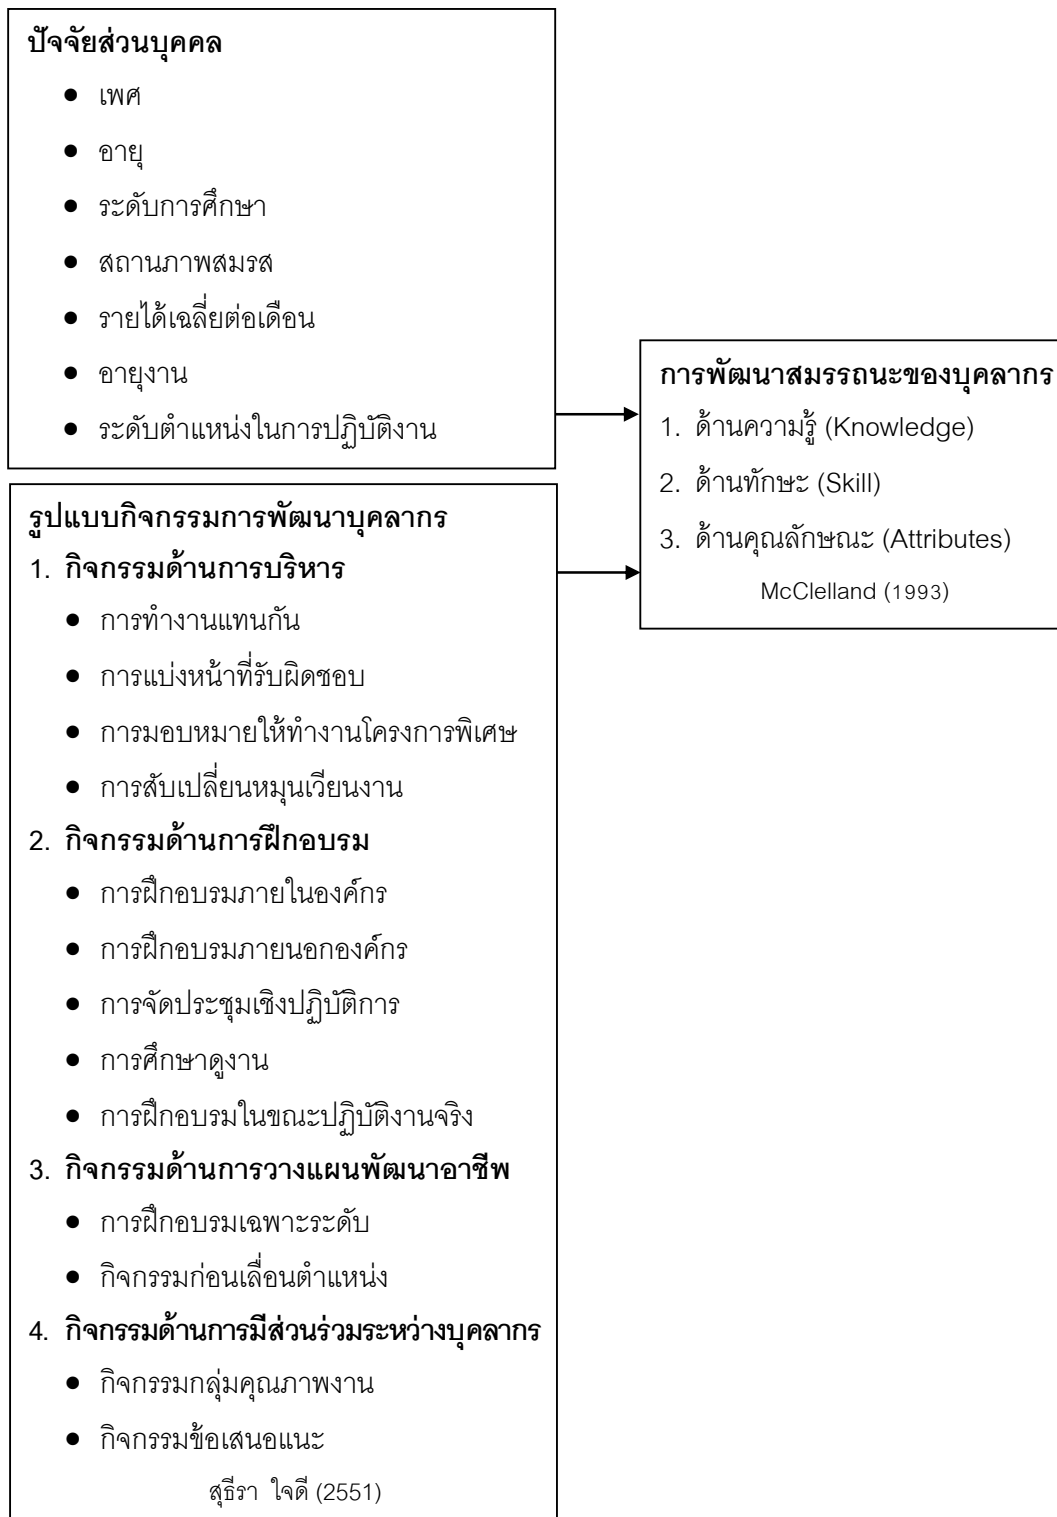 ปัจจัยส่วนบุคคล
● เพศ
● อายุ
● ระดับการศึกษา
● สถานภาพสมรส
● รายได้เฉลี่ยต่อเดือน
● อายุงาน
● ระดับตำแหน่งในการปฏิบัติงาน
รูปแบบกิจกรรมการพัฒนาบุคลากร
1. กิจกรรมด้านการบริหาร
● การทำงานแทนกัน
● การแบ่งหน้าที่รับผิดชอบ
● การมอบหมายให้ทำงานโครงการพิเศษ
● การสับเปลี่ยนหมุนเวียนงาน
2. กิจกรรมด้านการฝึกอบรม
● การฝึกอบรมภายในองค์กร
● การฝึกอบรมภายนอกองค์กร
● การจัดประชุมเชิงปฏิบัติการ
● การศึกษาดูงาน
● การฝึกอบรมในขณะปฏิบัติงานจริง
3. กิจกรรมด้านการวางแผนพัฒนาอาชีพ
● การฝึกอบรมเฉพาะระดับ
● กิจกรรมก่อนเลื่อนตำแหน่ง
4. กิจกรรมด้านการมีส่วนร่วมระหว่างบุคลากร
● กิจกรรมกลุ่มคุณภาพงาน
● กิจกรรมข้อเสนอแนะ
สุธีรา ใจดี (2551)
การพัฒนาสมรรถนะของบุคลากร
1. ด้านความรู้ (Knowledge)
2. ด้านทักษะ (Skill)
3. ด้านคุณลักษณะ (Attributes)
McClelland (1993)